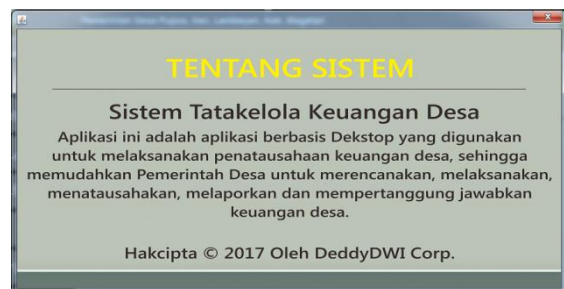 TENTANG SISTEM
Sistem Tatakelola Keuangan Desa
Aplikasi ini adalah aplikasi berbasis Dekstop yang digunakan
untuk melaksanakan penatausahaan keuangan desa, sehingga
memudahkan Pemerintah Desa untuk merencanakan, melaksanakan,
menatausahakan, melaporkan dan mempertanggung jawabkan
keuangan desa.
Hakcipta © 2017 Oleh DeddyDWI Corp.